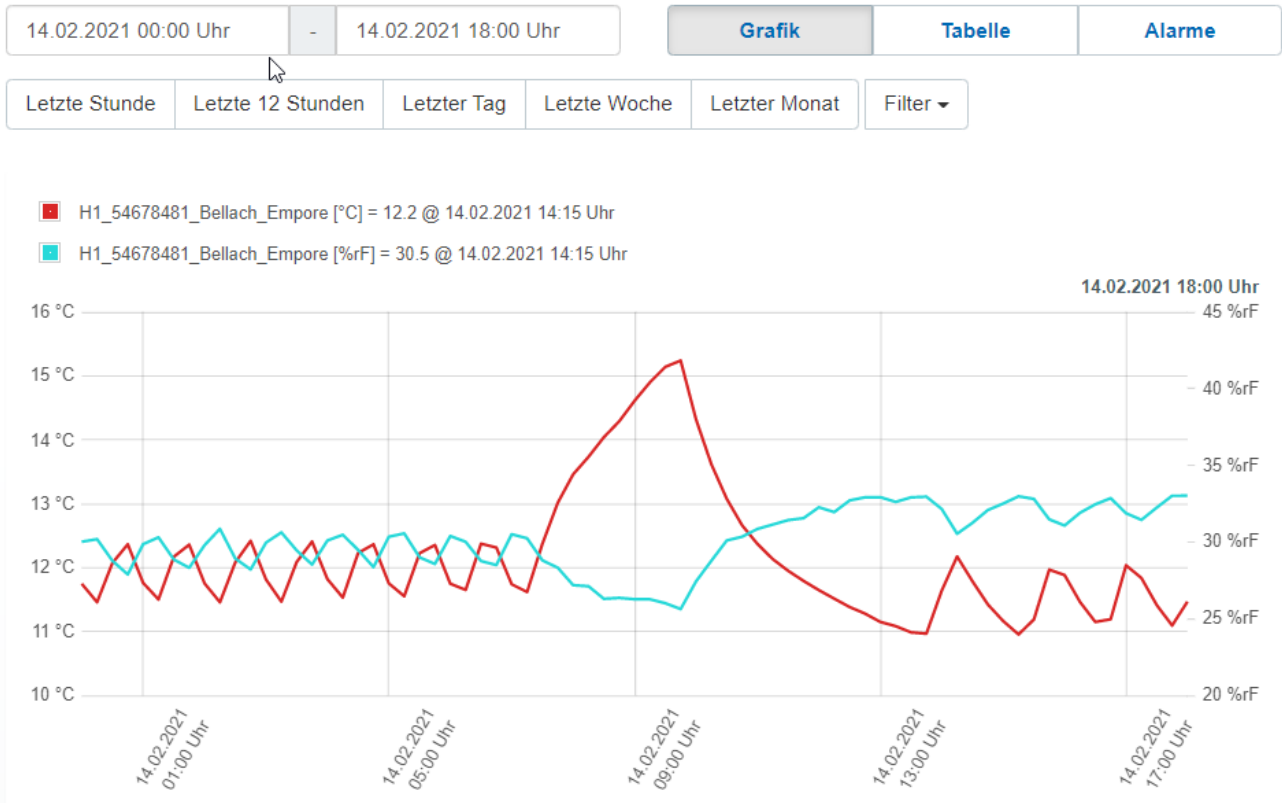 14.02.2021 00:00 Uhr - 14.02.2021 18:00 Uhr Grafik Tabelle Alarme
Letzte Stunde Letzte 12 Stunden Letzter Tag Letzte Woche Letzter Monat Filter
H1_54678481_Bellach_Empore [°C] = 12.2 @ 14.02.2021 14:15 Uhr
H1_54678481_Bellach_Empore [%rF] = 30.5 @ 14.02.2021 14:15 Uhr
14.02.2021 18:00 Uhr
16 °C 45 %rF
15 °C
40 %rF
14 °C
35 %rF
13 °C
30 %rF
12 °C
25 %rF
11 °C
10 °C 20 %rF
14.02.2021
01:00 Uhr
14.02.2021
05:00 Uhr
14.02.2021
09:00 Uhr
14.02.2021
13:00 Uhr
14.02.2021
17:00 Uhr